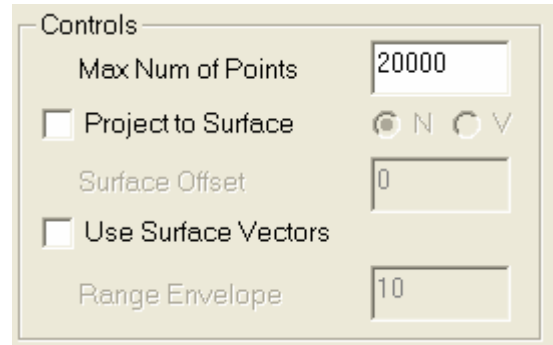 Controls
Max Num of Points 20000
Project to Surface N V
Surface Offset 0
Use Surface Vectors
Range Envelope 10